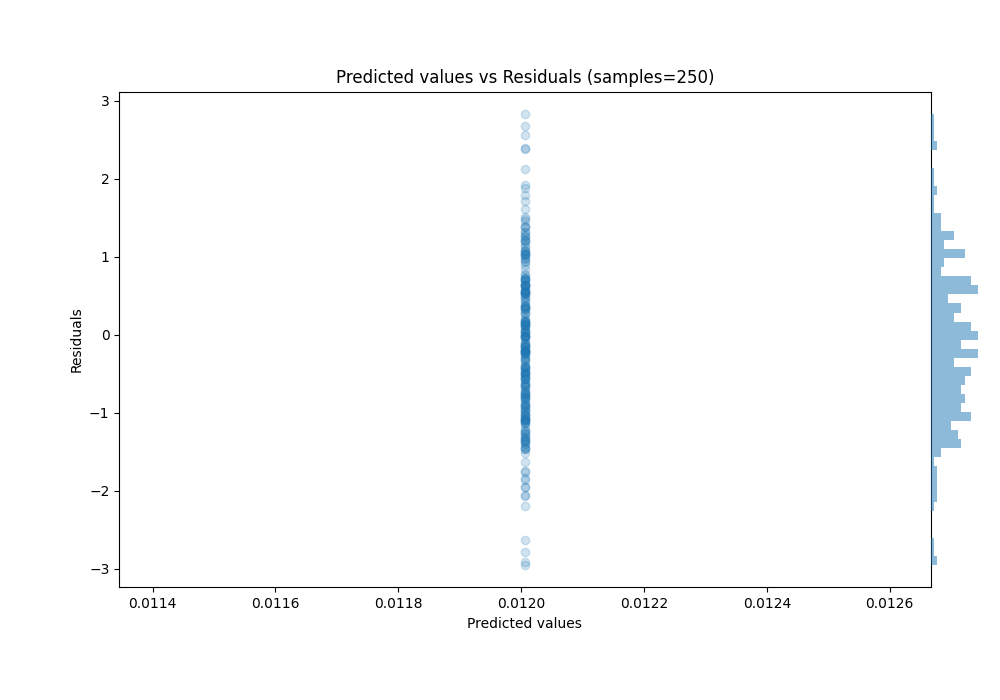 Predicted values vs Residuals (samples=250)
3
2
1
0
−1
−2
−3
Residuals
0.0114 0.0116 0.0118 0.0120 0.0122 0.0124 0.0126
Predicted values